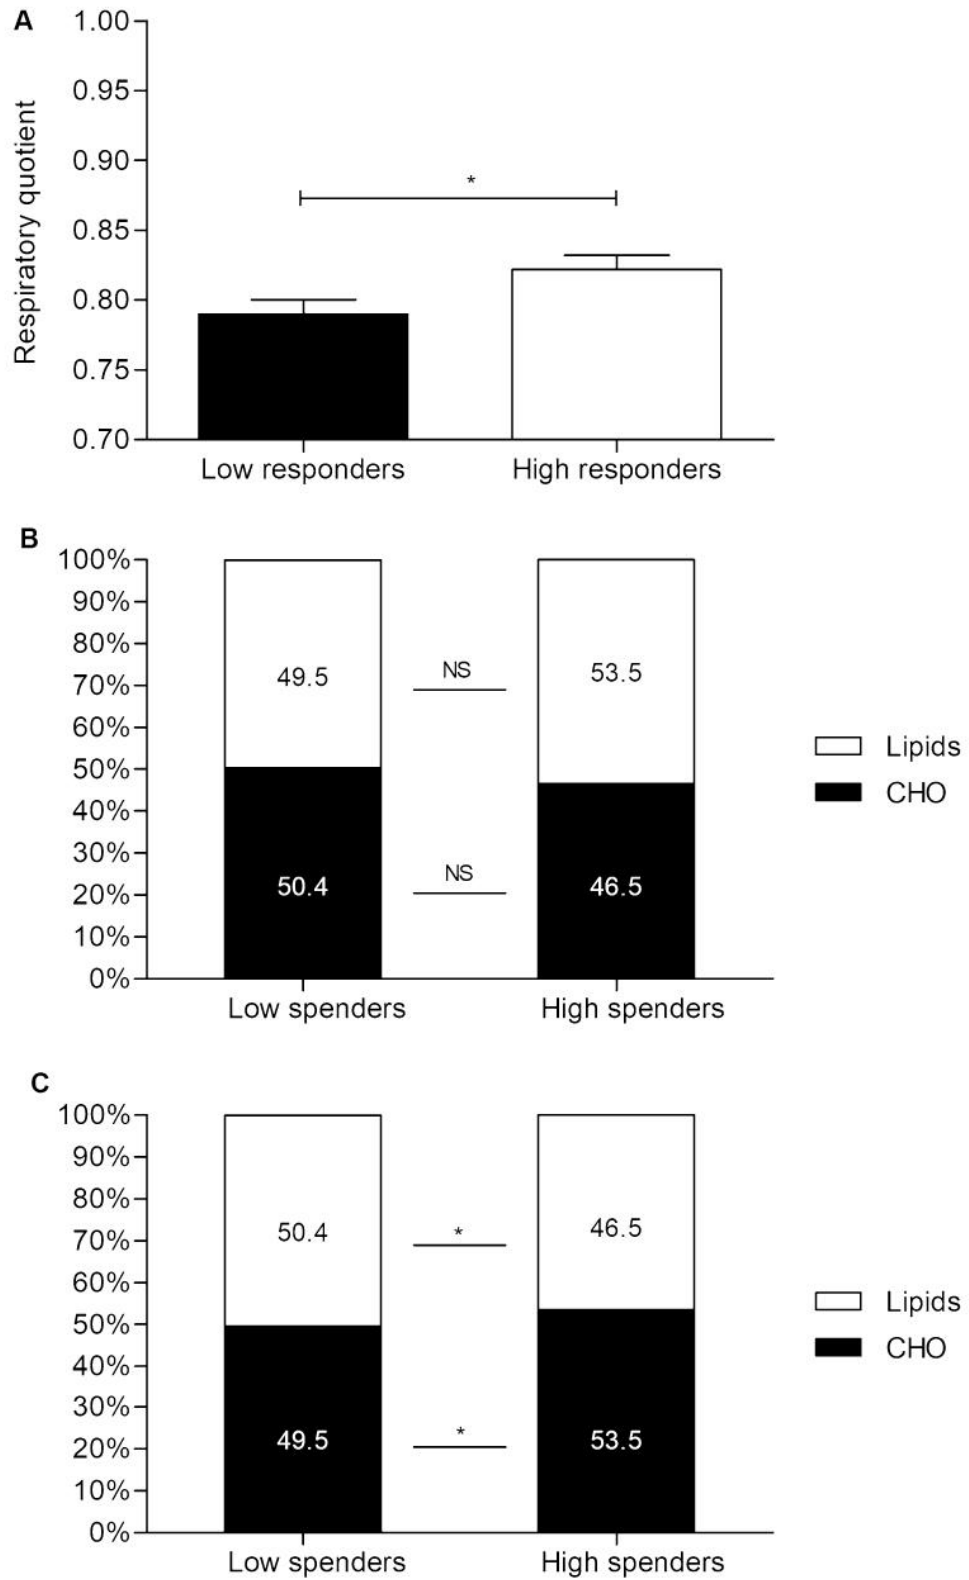 A
1.00
0.95
0.90
0.85
0.80
0.75
0.70
Respiratory quotient
*
Low responders
High responders
B
100%
90%
80%
70%
60%
50%
40%
30%
20%
10%
0%
49.5
NS
53.5
50.4
NS
46.5
Low spenders
High spenders
Lipids
CHO
C
100%
90%
80%
70%
60%
50%
40%
30%
20%
10%
0%
50.4
*
46.5
49.5
*
53.5
Low spenders
High spenders
Lipids
CHO